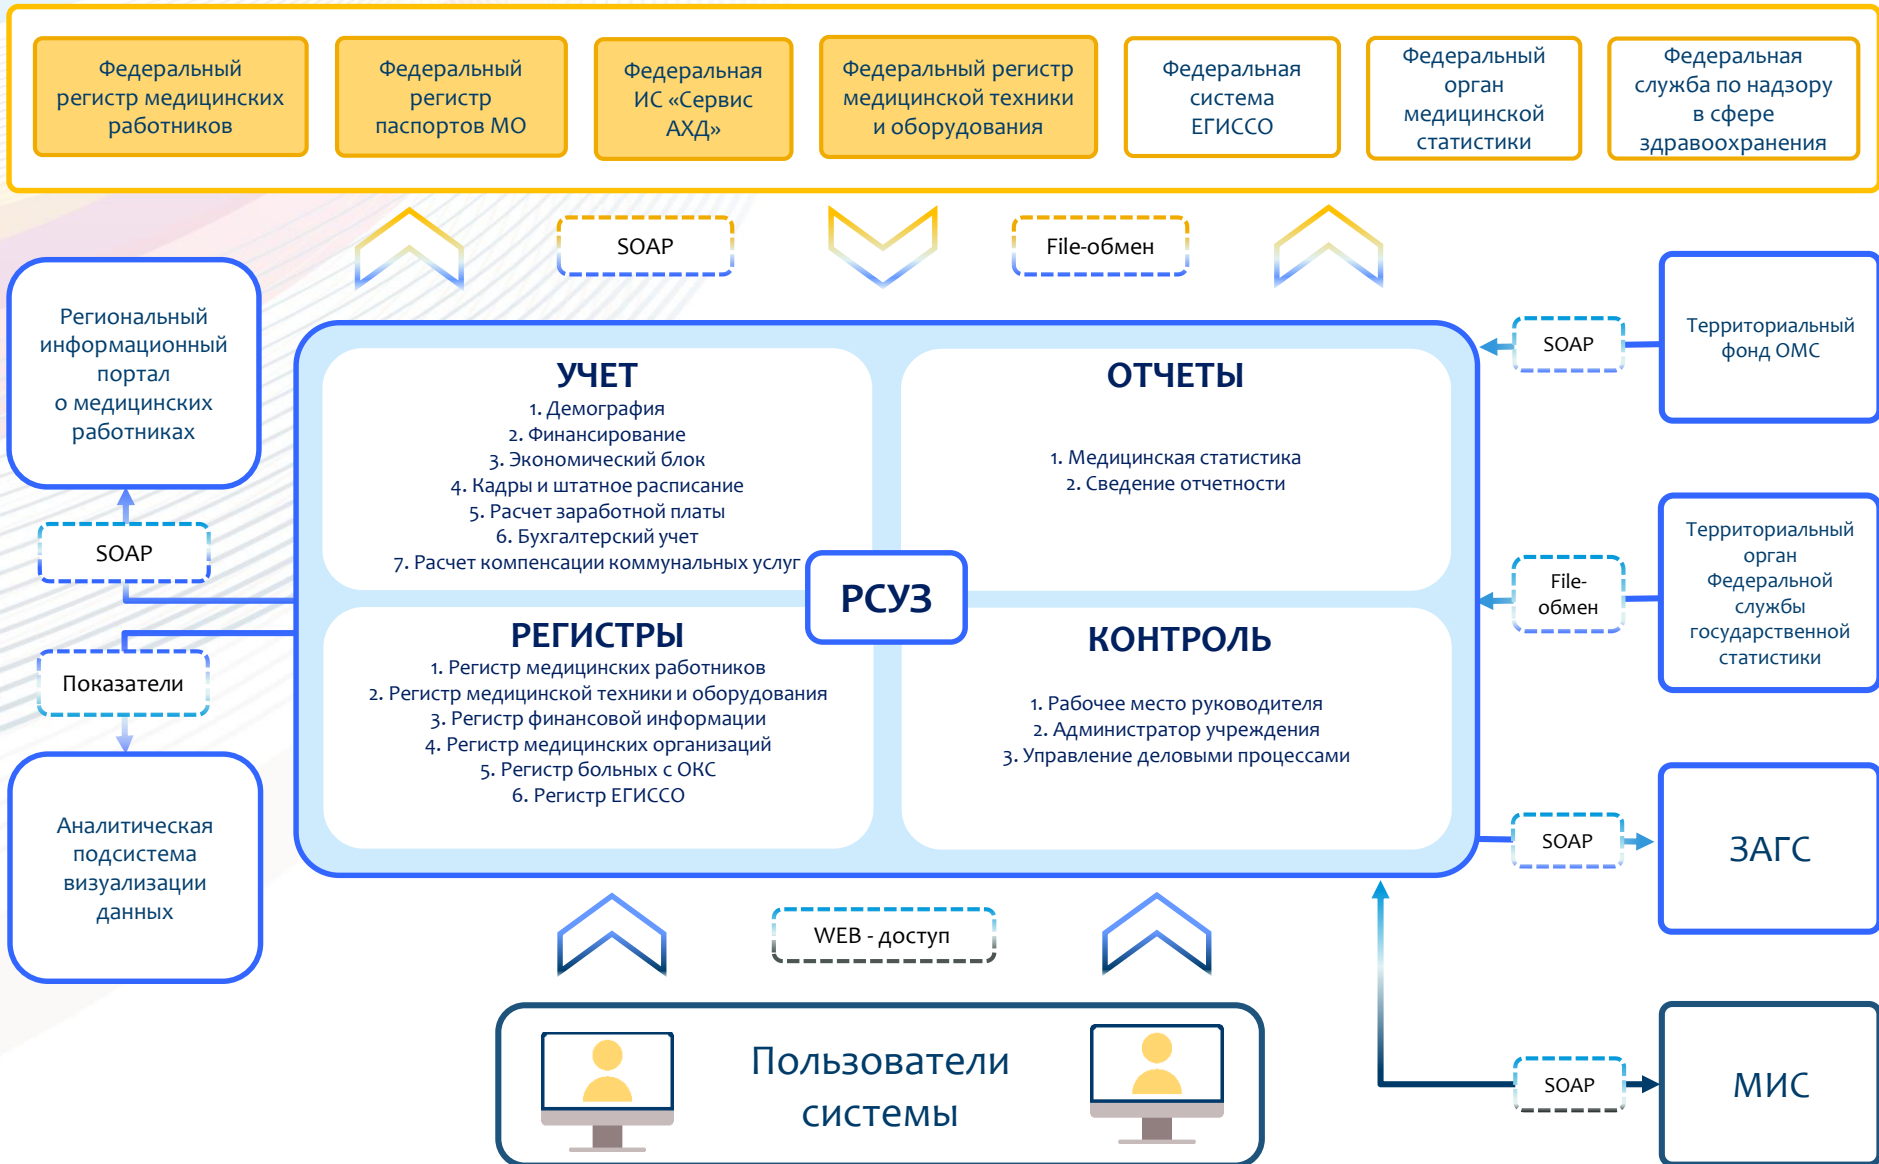 Федеральный
регистр медицинских
работников
Федеральный
регистр
паспортов МО
Федеральная
ИС «Сервис
АХД»
Федеральный регистр
медицинской техники
и оборудования
Федеральная
система
ЕГИССО
Федеральный
орган
медицинской
статистики
Федеральная
служба по надзору
в сфере
здравоохранения
SOAP
File-обмен
Региональный
информационный
портал
о медицинских
работниках
SOAP
Показатели
Аналитическая
подсистема
визуализации
данных
УЧЕТ
1. Демография
2. Финансирование
3. Экономический блок
4. Кадры и штатное расписание
5. Расчет заработной платы
6. Бухгалтерский учет
7. Расчет компенсации коммунальных услуг
ОТЧЕТЫ
1. Медицинская статистика
2. Сведение отчетности
РСУЗ
РЕГИСТРЫ
1. Регистр медицинских работников
2. Регистр медицинской техники и оборудования
3. Регистр финансовой информации
4. Регистр медицинских организаций
5. Регистр больных с ОКС
6. Регистр ЕГИССО
КОНТРОЛЬ
1. Рабочее место руководителя
2. Администратор учреждения
3. Управление деловыми процессами
SOAP
Территориальный
фонд ОМС
File-
обмен
Территориальный
орган
Федеральной
службы
государственной
статистики
SOAP
ЗАГС
SOAP
МИС
WEB - доступ
Пользователи
системы